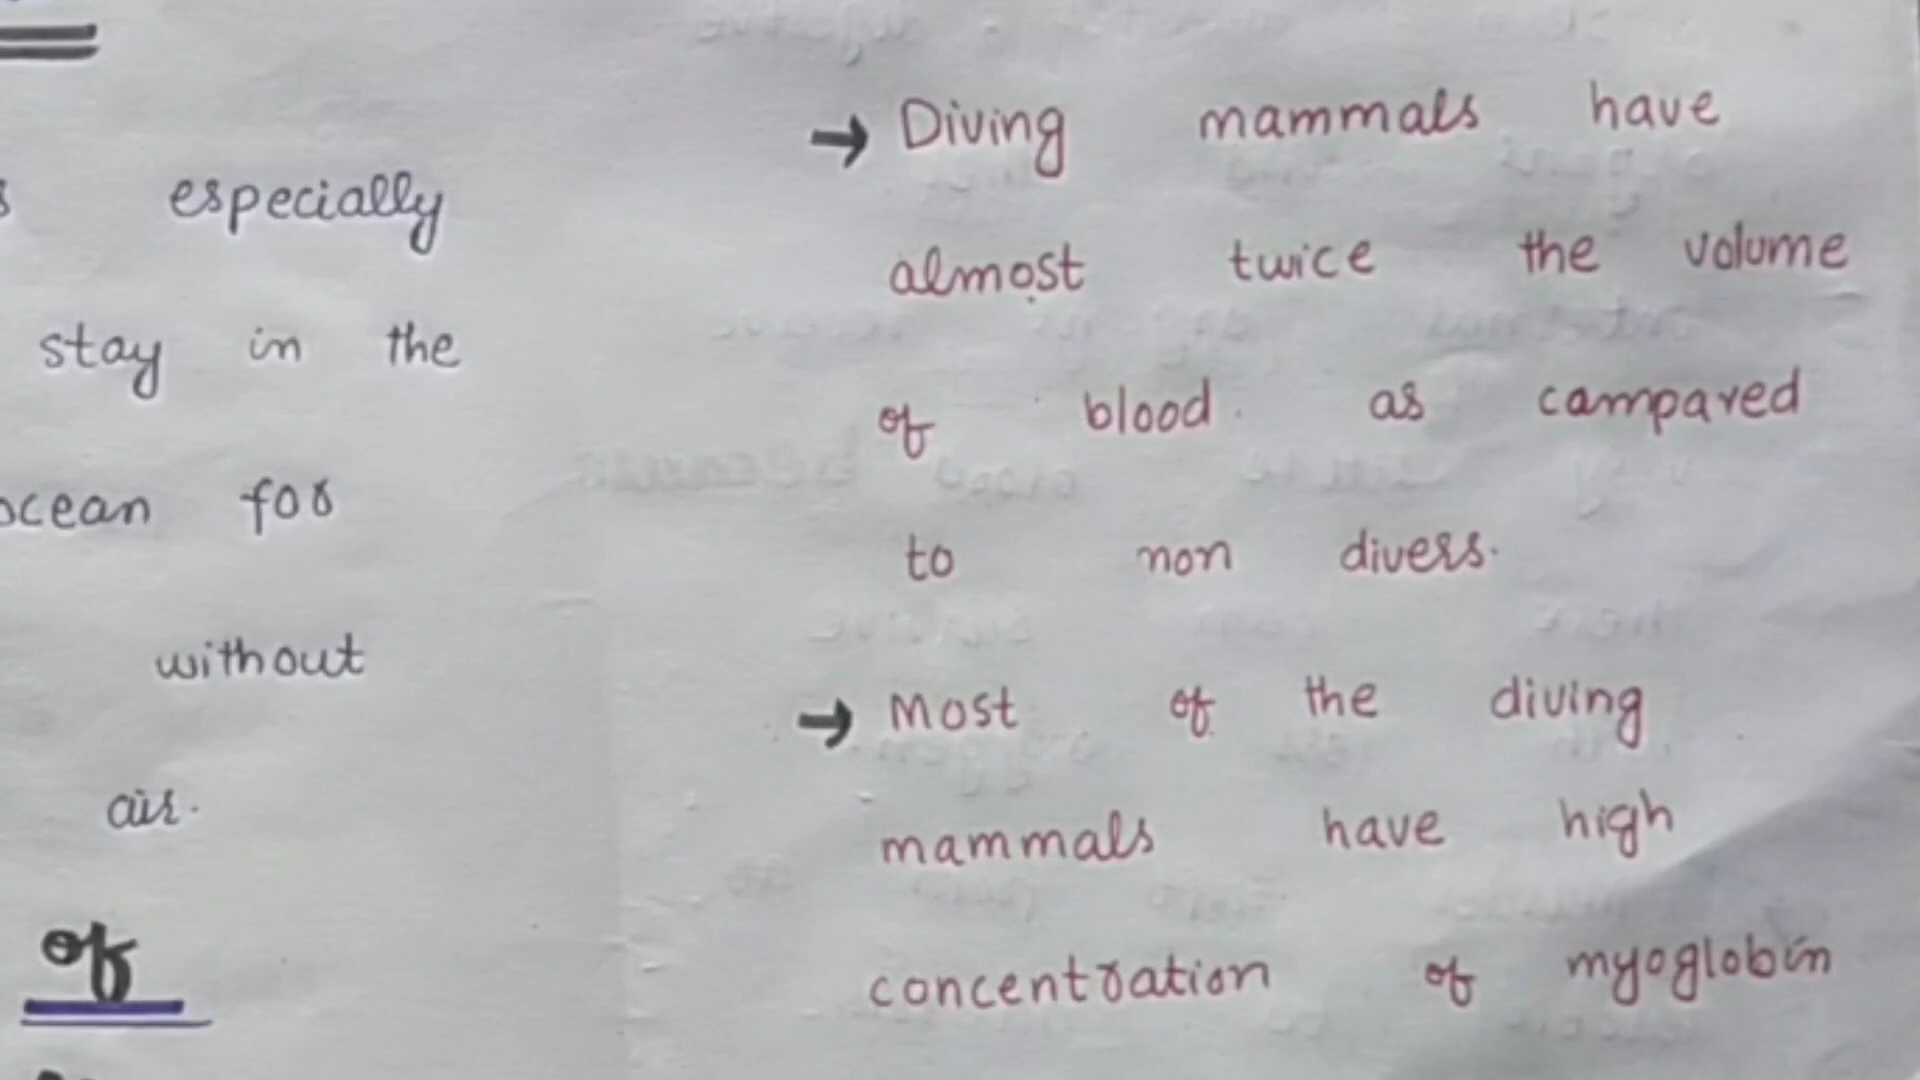 especially
stay in the
ocean for
without
air.
of
→ Diving mammals have
almost twice the volume
of blood as campared
to non divers.
→ Most of the diving
mammals have high
concentration of myoglobin